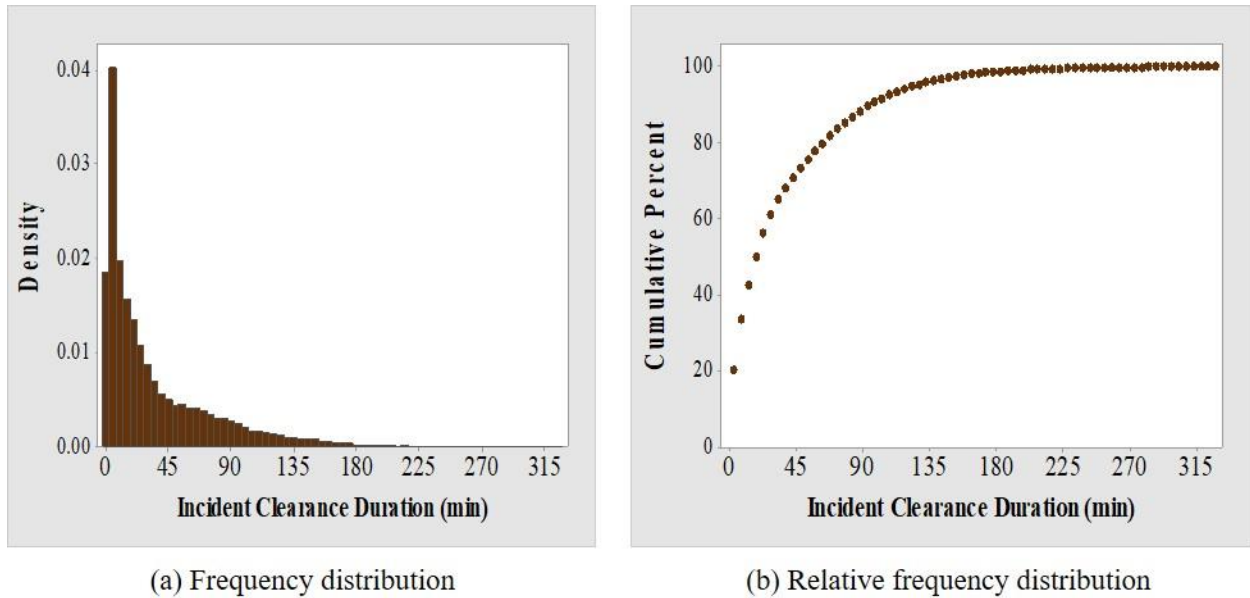 0.04
0.03
0.02
0.01
0.00
Density
0 45 90 135 180 225 270 315
Incident Clearance Duration (min)
(a) Frequency distribution
100
80
60
40
20
0
Cumulative Percent
0 45 90 135 180 225 270 315
Incident Clearance Duration (min)
(b) Relative frequency distribution